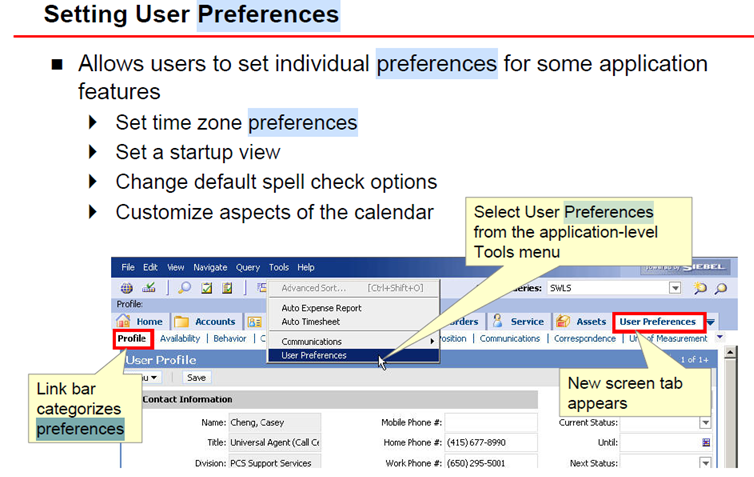 Setting User Preferences
Allows users to set individual preferences for some application
features
Set time zone preferences
Set a startup view
Change default spell check options
Customize aspects of the calendar
Select User Preferences
from the application-level
Tools menu
File Edit View Navigate Query Tools Help
SIEBEL
Advanced Sort... [Ctrl+Shift+O]
eries: SWLS
Profile:
Auto Expense Report
Home Accounts
Auto Timesheet
rders Service Assets User Preferences
Profile Availability Behavior
Communications
osition Communications Correspondence Unit of Measurement
User Preferences
User Profile
1 of 1+
Save
Link bar
categorizes
preferences
New screen tab
appears
Contact Information
Name: Cheng, Casey Mobile Phone #: Current Status:
Title: Universal Agent (Call Ce Home Phone #: (415) 677-8990 Until:
Division: PCS Support Services Work Phone #: (650) 295-5001 Next Status: